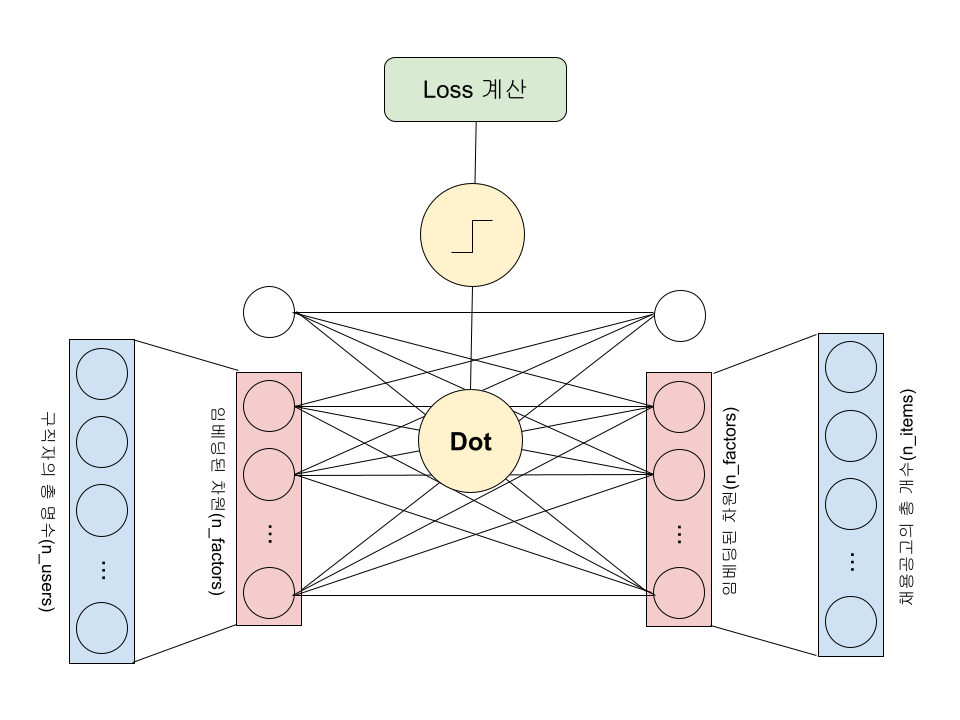 Loss 계산
Dot
구직자의 총 명수(n_users)
...
임베딩된 차원(n_factors)
...
임베딩된 차원(n_factors)
...
채용공고의 총 개수(n_items)
...